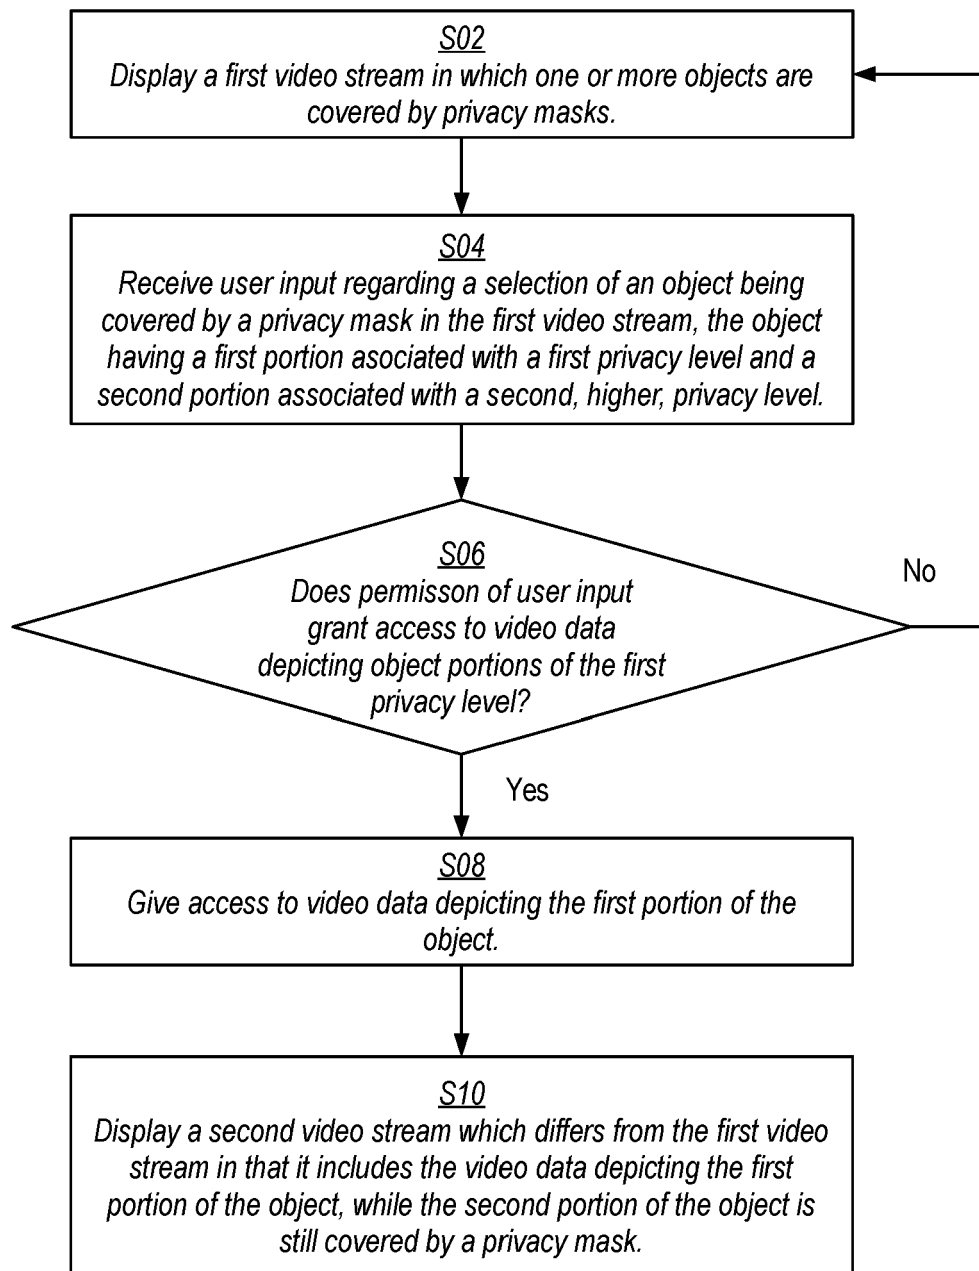 S02
Display a first video stream in which one or more objects are
covered by privacy masks.
S04
Receive user input regarding a selection of an object being
covered by a privacy mask in the first video stream, the object
having a first portion asociated with a first privacy level and a
second portion associated with a second, higher, privacy level.
S06
Does permisson of user input
grant access to video data
depicting object portions of the first
privacy level?
No
Yes
S08
Give access to video data depicting the first portion of the
object.
S10
Display a second video stream which differs from the first video
stream in that it includes the video data depicting the first
portion of the object, while the second portion of the object is
still covered by a privacy mask.